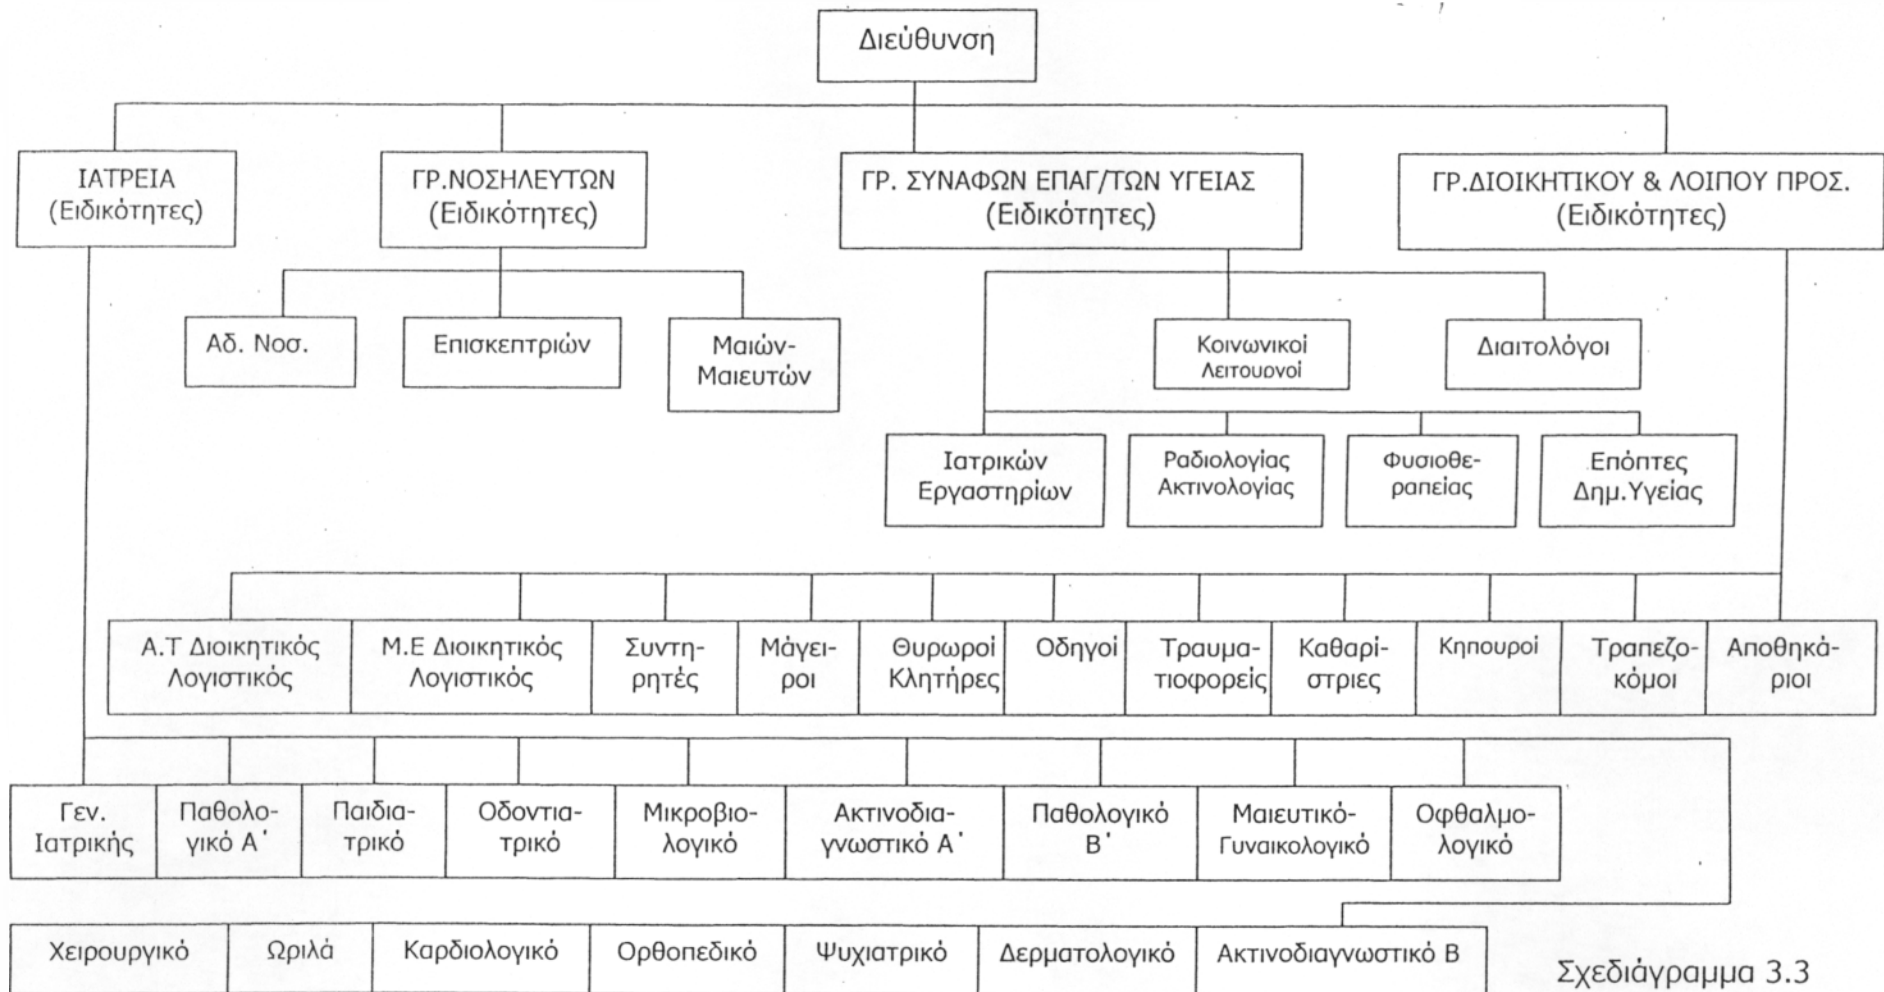 Διεύθυνση
ΙΑΤΡΕΙΑ
(Ειδικότητες)
ΓΡ.ΝΟΣΗΛΕΥΤΩΝ
(Ειδικότητες)
ΓΡ. ΣΥΝΑΦΩΝ ΕΠΑΓ/ΤΩΝ ΥΓΕΙΑΣ
(Ειδικότητες)
ΓΡ.ΔΙΟΙΚΗΤΙΚΟΥ & ΛΟΙΠΟΥ ΠΡΟΣ.
(Ειδικότητες)
Αδ. Νοσ.
Επισκεπτριών
Μαιών-
Μαιευτών
Κοινωνικοί
Λειτουργοί
Διαιτολόγοι
Ιατρικών
Εργαστηρίων
Ραδιολογίας
Ακτινολογίας
Φυσιοθε-
ραπείας
Επόπτες
Δημ.Υγείας
Α.Τ Διοικητικός
Λογιστικός
Μ.Ε Διοικητικός
Λογιστικός
Συντη-
ρητές
Μάγει-
ροι
Θυρωροί
Κλητήρες
Οδηγοί
Τραυμα-
τιοφορείς
Καθαρί-
στριες
Κηπουροί
Τραπεζο-
κόμοι
Αποθηκά-
ριοι
Γεν.
Ιατρικής
Παθολο-
γικό Α΄
Παιδια-
τρικό
Οδοντια-
τρικό
Μικροβιο-
λογικό
Ακτινοδια-
γνωστικό Α΄
Παθολογικό
Β΄
Μαιευτικό-
Γυναικολογικό
Οφθαλμο-
λογικό
Χειρουργικό
Ωριλά
Καρδιολογικό
Ορθοπεδικό
Ψυχιατρικό
Δερματολογικό
Ακτινοδιαγνωστικό Β
Σχεδιάγραμμα 3.3